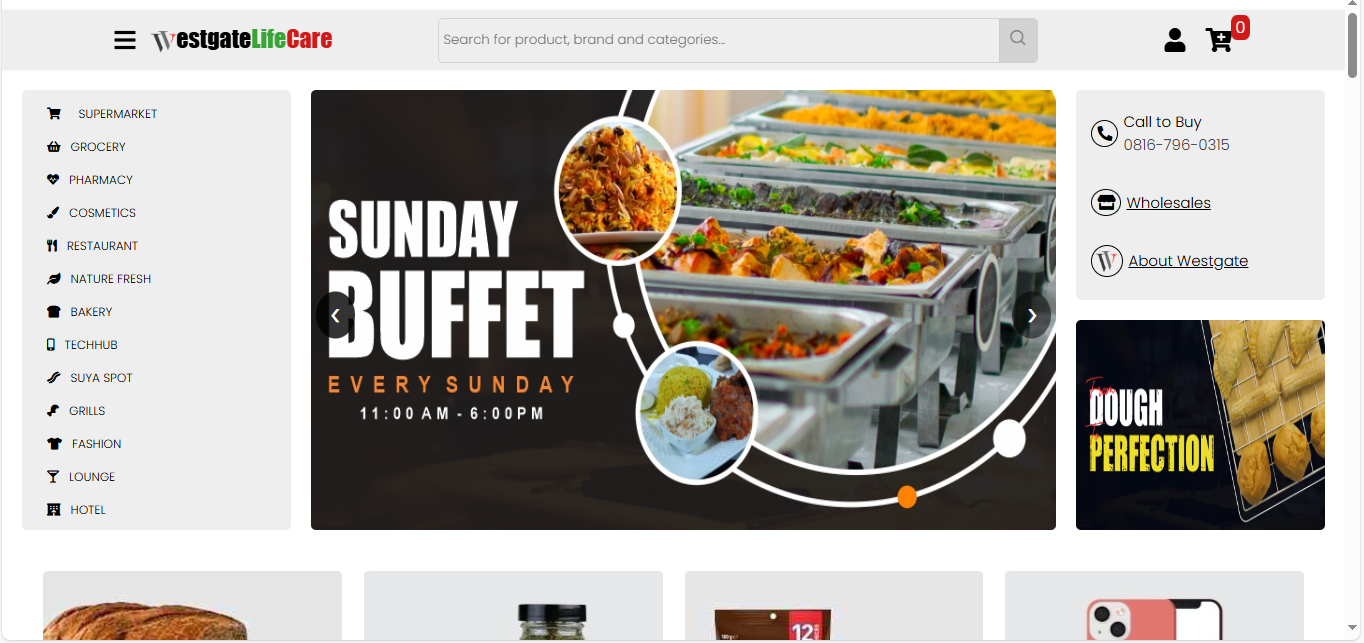 WestgateLifeCare
Search for product, brand and categories...
0
SUPERMARKET
GROCERY
PHARMACY
COSMETICS
RESTAURANT
NATURE FRESH
BAKERY
TECHHUB
SUYA SPOT
GRILLS
FASHION
LOUNGE
HOTEL
SUNDAY
BUFFET
EVERY SUNDAY
11:00 AM - 6:00PM
Call to Buy
0816-796-0315
Wholesales
W
About Westgate
From
DOUGH
To
PERFECTION
12